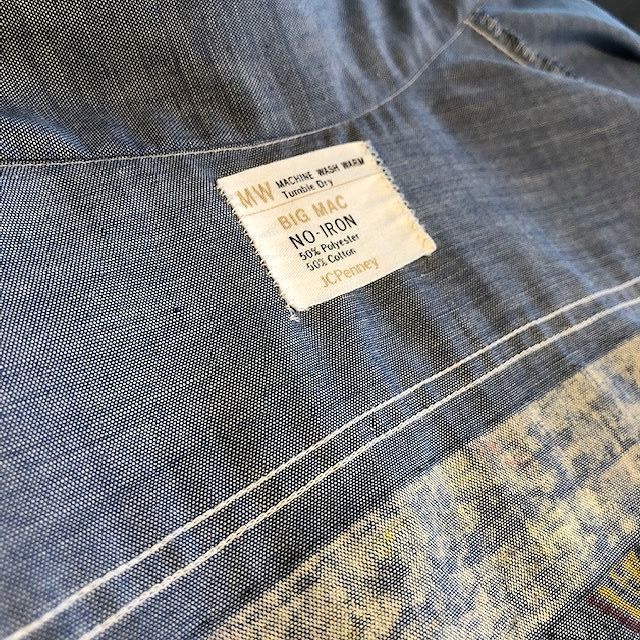 MW MACHINE WASH WARM
Tumble Dry
BIG MAC
NO-IRON
50% Polyester
50% Cotton
JCPenney